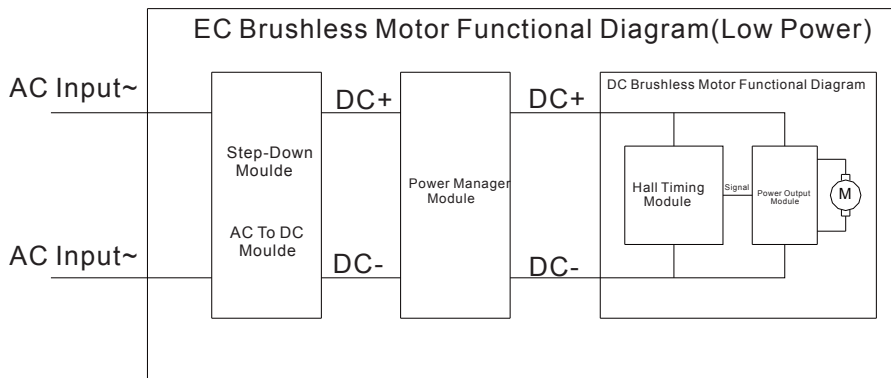 EC Brushless Motor Functional Diagram(Low Power)
AC Input~
DC+
DC+
DC Brushless Motor Functional Diagram
Step-Down
Moulde
AC To DC
Moulde
Power Manager
Module
Hall Timing
Module
Signal
Power Output
Module
M
AC Input~
DC-
DC-